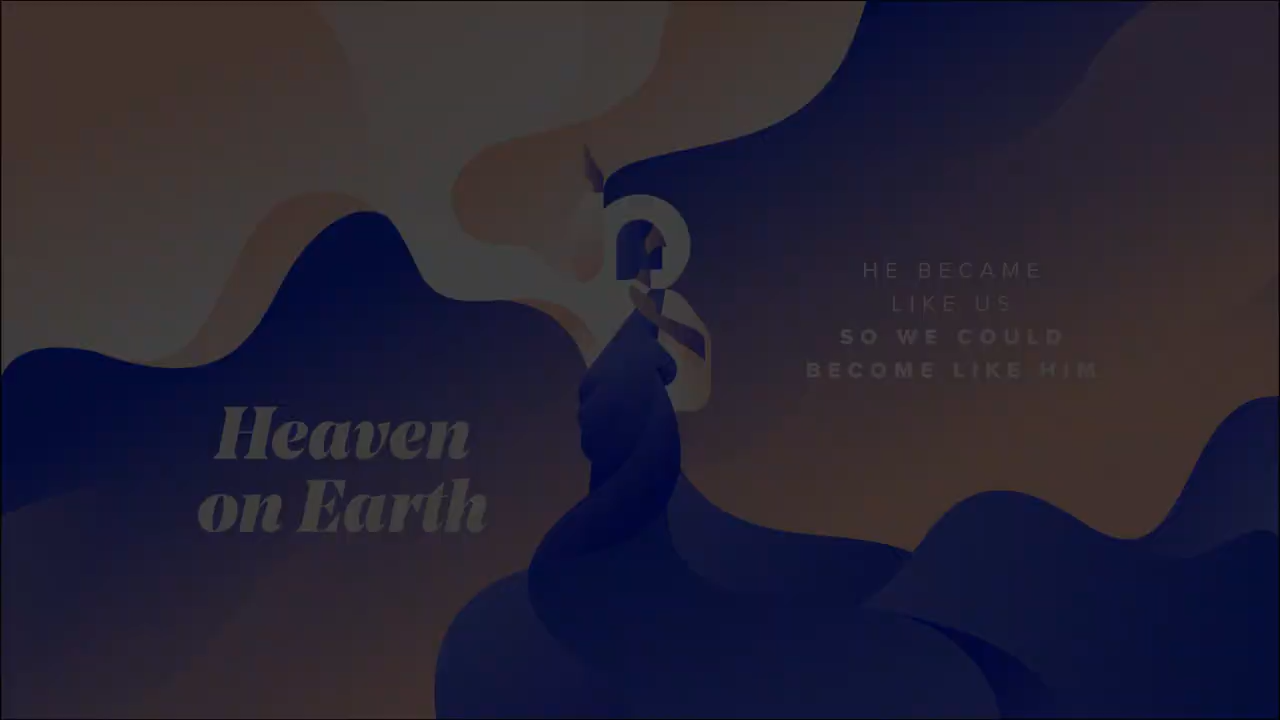 Heaven
on Earth
HE BECAME
LIKE US
SO WE COULD
BECOME LIKE HIM